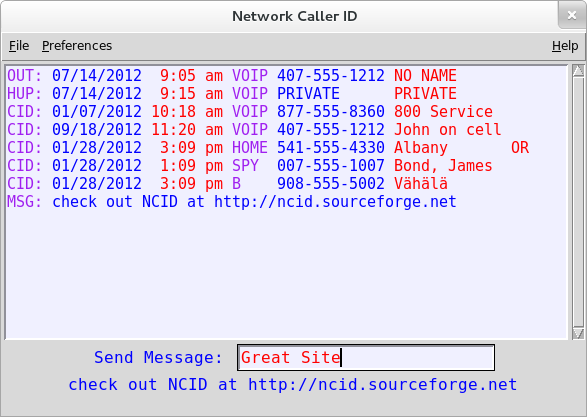 Network Caller ID
File Preferences Help
OUT: 07/14/2012  9:05 am VOIP 407-555-1212 NO NAME
HUP: 07/14/2012  9:15 am VOIP PRIVATE      PRIVATE
CID: 01/07/2012 10:18 am VOIP 877-555-8360 800 Service
CID: 09/18/2012 11:20 am VOIP 407-555-1212 John on cell
CID: 01/28/2012  3:09 pm HOME 541-555-4330 Albany       OR
CID: 01/28/2012  1:09 pm SPY  007-555-1007 Bond, James
CID: 01/28/2012  3:09 pm B    908-555-5002 Vähälä
MSG: check out NCID at http://ncid.sourceforge.net
Send Message: Great Site
check out NCID at http://ncid.sourceforge.net